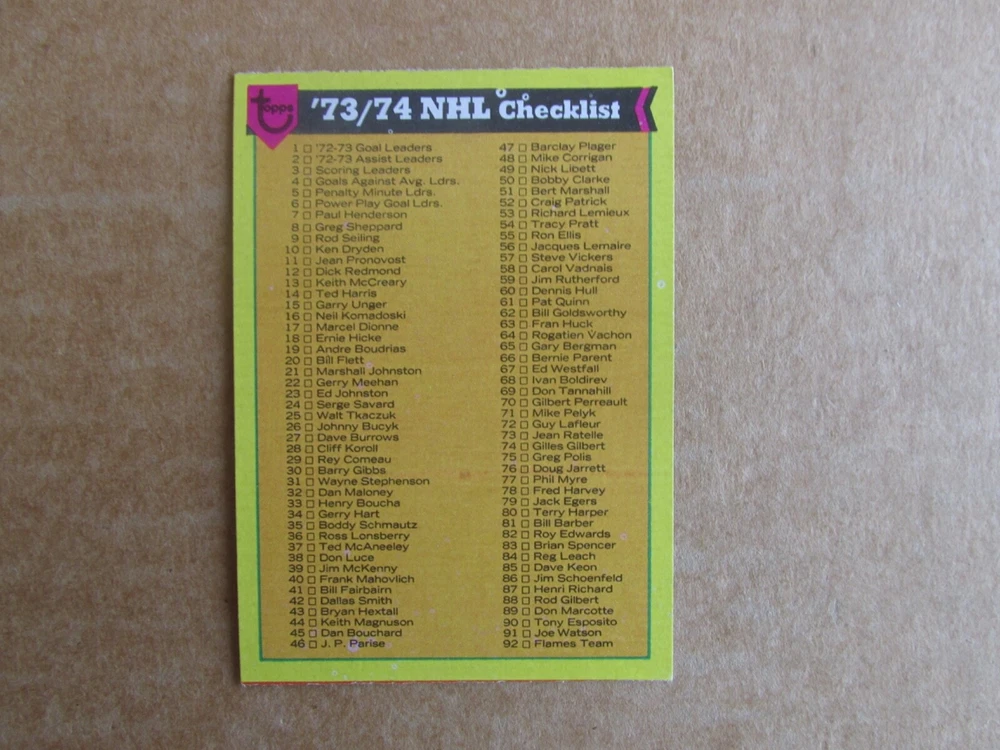 topps
'73/74 NHL Checklist
1 '72-73 Goal Leaders
2 '72-73 Assist Leaders
3 Scoring Leaders
4 Goals Against Avg. Ldrs.
5 Penalty Minute Ldrs.
6 Power Play Goal Ldrs.
7 Paul Henderson
8 Greg Sheppard
9 Rod Seiling
10 Ken Dryden
11 Jean Pronovost
12 Dick Redmond
13 Keith McCreary
14 Ted Harris
15 Garry Unger
16 Neil Komadoski
17 Marcel Dionne
18 Ernie Hicke
19 Andre Boudrias
20 Bill Flett
21 Marshall Johnston
22 Gerry Meehan
23 Ed Johnston
24 Serge Savard
25 Walt Tkaczuk
26 Johnny Bucyk
27 Dave Burrows
28 Cliff Koroll
29 Rey Comeau
30 Barry Gibbs
31 Wayne Stephenson
32 Dan Maloney
33 Henry Boucha
34 Gerry Hart
35 Boddy Schmautz
36 Ross Lonsberry
37 Ted McAneeley
38 Don Luce
39 Jim McKenny
40 Frank Mahovlich
41 Bill Fairbairn
42 Dallas Smith
43 Bryan Hextall
44 Keith Magnuson
45 Dan Bouchard
46 J. P. Parise
47 Barclay Plager
48 Mike Corrigan
49 Nick Libett
50 Bobby Clarke
51 Bert Marshall
52 Craig Patrick
53 Richard Lemieux
54 Tracy Pratt
55 Ron Ellis
56 Jacques Lemaire
57 Steve Vickers
58 Carol Vadnais
59 Jim Rutherford
60 Dennis Hull
61 Pat Quinn
62 Bill Goldsworthy
63 Fran Huck
64 Rogatien Vachon
65 Gary Bergman
66 Bernie Parent
67 Ed Westfall
68 Ivan Boldirev
69 Don Tannahill
70 Gilbert Perreault
71 Mike Pelyk
72 Guy Lafleur
73 Jean Ratelle
74 Gilles Gilbert
75 Greg Polis
76 Doug Jarrett
77 Phil Myre
78 Fred Harvey
79 Jack Egers
80 Terry Harper
81 Bill Barber
82 Roy Edwards
83 Brian Spencer
84 Reg Leach
85 Dave Keon
86 Jim Schoenfeld
87 Henri Richard
88 Rod Gilbert
89 Don Marcotte
90 Tony Esposito
91 Joe Watson
92 Flames Team